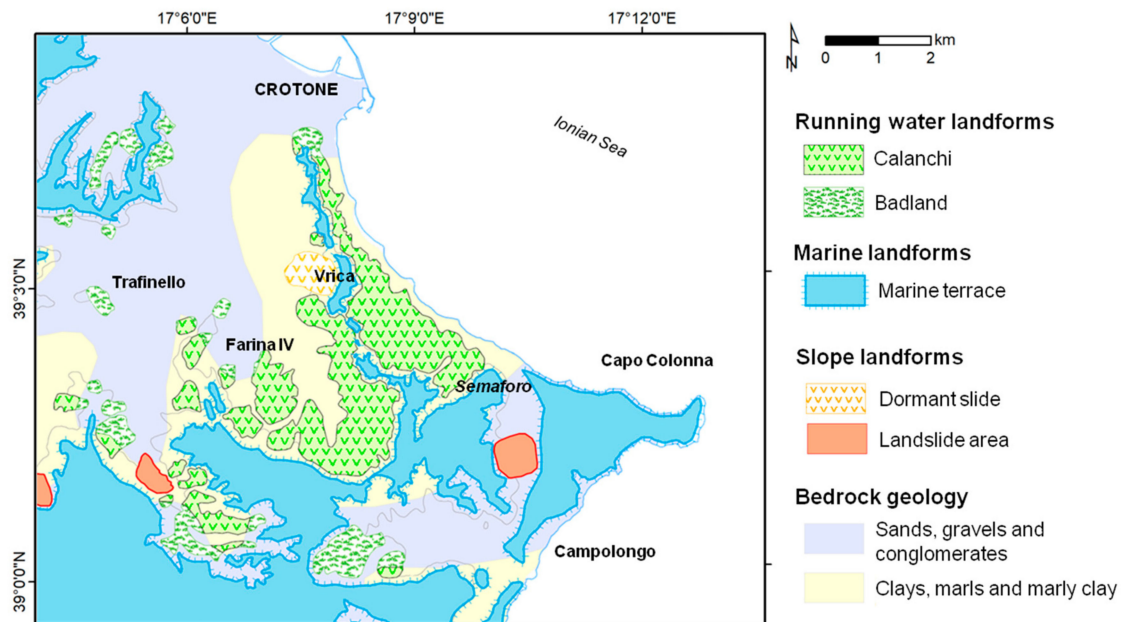 17°6'0"E
17°9'0"E
17°12'0"E
39°3'0"N
39°0'0"N
CROTONE
Ionian Sea
Trafinello
Vrica
Farina IV
Capo Colonna
Semaforo
Campolongo
N
km
0 1 2
Running water landforms
Calanchi
Badland
Marine landforms
Marine terrace
Slope landforms
Dormant slide
Landslide area
Bedrock geology
Sands, gravels and
conglomerates
Clays, marls and marly clay